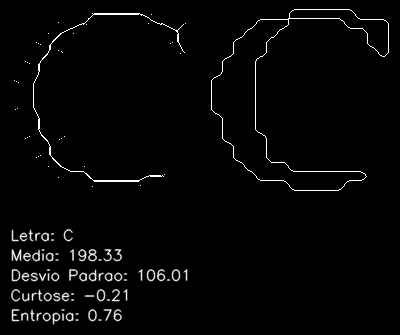 Letra: C
Media: 198.33
Desvio Padrao: 106.01
Curtose: −0.21
Entropia: 0.76